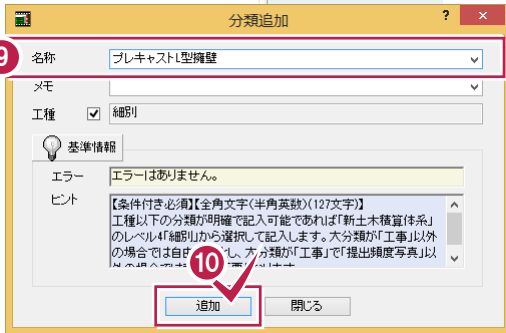 分類追加
? ×
9
名称 プレキャストL型擁壁
メモ
工種 細別
基準情報
エラー エラーはありません。
ヒント 【条件付き必須】【全角文字(半角英数)(127文字)】
工種以下の分類が明確で記入可能であれば「新土木積算体系」
のレベル4「細別」から選択して記入します。大分類が「工事」以外
の場合では自由
し、大分類が「工事」で「提出頻度写真」以
10
追加 閉じる